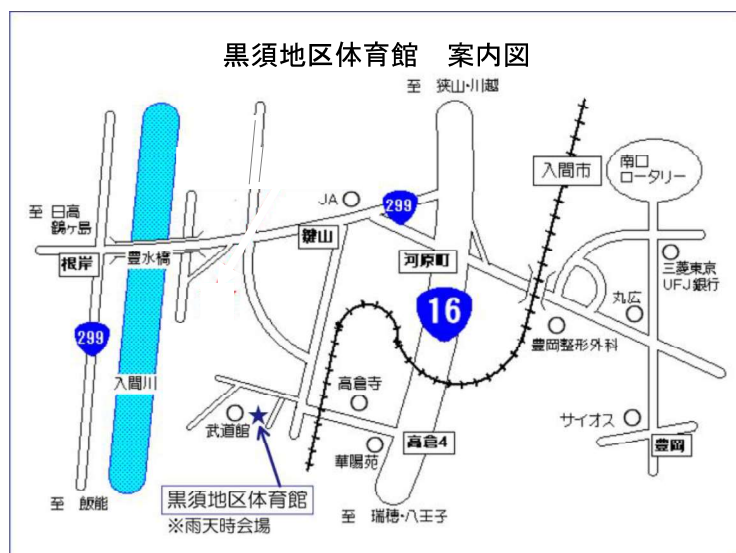 黒須地区体育館　案内図
至　狭山・川越
入間市
南口
ロータリー
JA
299
至 日高
鶴ヶ島
鍵山
根岸
豊水橋
河原町
三菱東京
UFJ銀行
16
丸広
299
豊岡整形外科
入間川
高倉寺
サイオス
武道館
高倉4
豊岡
華陽苑
黒須地区体育館
※雨天時会場
至　飯能
至　瑞穂・八王子